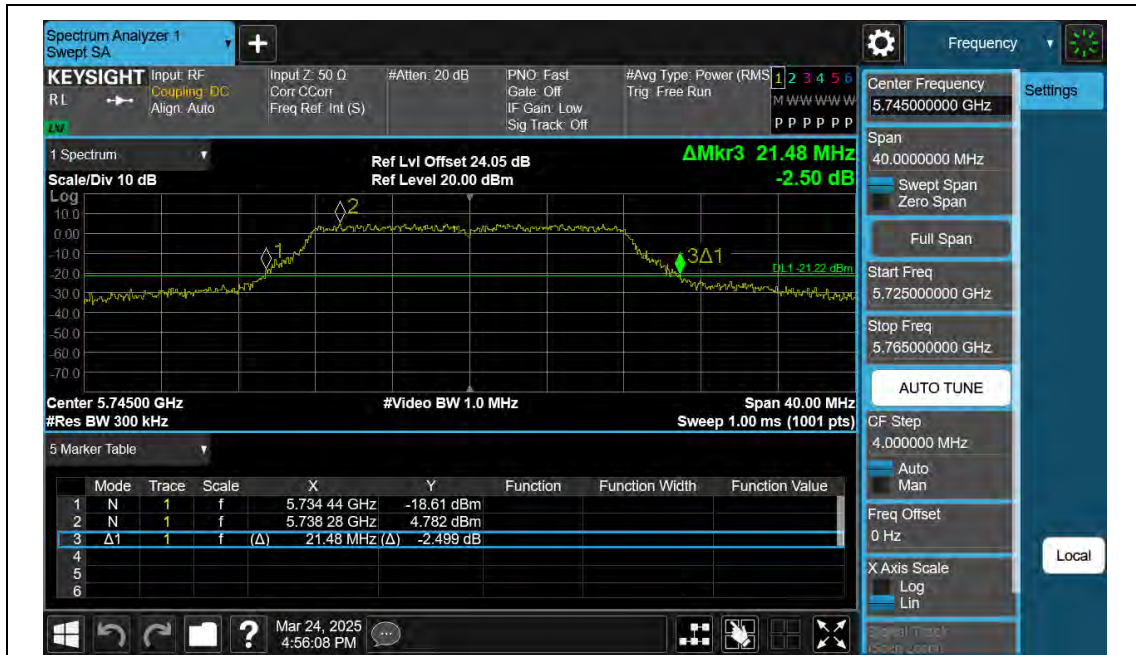 Spectrum Analyzer 1
Swept SA
+
Frequency
KEYSIGHT
RL
LXI
Input: RF
Coupling: DC
Align: Auto
Input Z: 50 Ω
Corr CCorr
Freq Ref: Int (S)
#Atten: 20 dB
PNO: Fast
Gate: Off
IF Gain: Low
Sig Track: Off
#Avg Type: Power (RMS
Trig: Free Run
1 2 3 4 5 6
M W W W W W
P P P P P P
1 Spectrum
Scale/Div 10 dB
Ref Lvl Offset 24.05 dB
Ref Level 20.00 dBm
ΔMkr3 21.48 MHz
-2.50 dB
Log
10.0
0.00
-10.0
-20.0
-30.0
-40.0
-50.0
-60.0
-70.0
1
2
3Δ1
DL1 -21.22 dBm
Center 5.74500 GHz
#Video BW 1.0 MHz
Span 40.00 MHz
#Res BW 300 kHz
Sweep 1.00 ms (1001 pts)
5 Marker Table
Mode Trace Scale X Y Function Function Width Function Value
1 N 1 f 5.734 44 GHz -18.61 dBm
2 N 1 f 5.738 28 GHz 4.782 dBm
3 Δ1 1 f (Δ) 21.48 MHz (Δ) -2.499 dB
4
5
6
?
Mar 24, 2025
4:56:08 PM
Center Frequency
5.745000000 GHz
Settings
Span
40.0000000 MHz
Swept Span
Zero Span
Full Span
Start Freq
5.725000000 GHz
Stop Freq
5.765000000 GHz
AUTO TUNE
CF Step
4.000000 MHz
Auto
Man
Freq Offset
0 Hz
X Axis Scale
Log
Lin
Signal Track
(Span Zoom)
Local